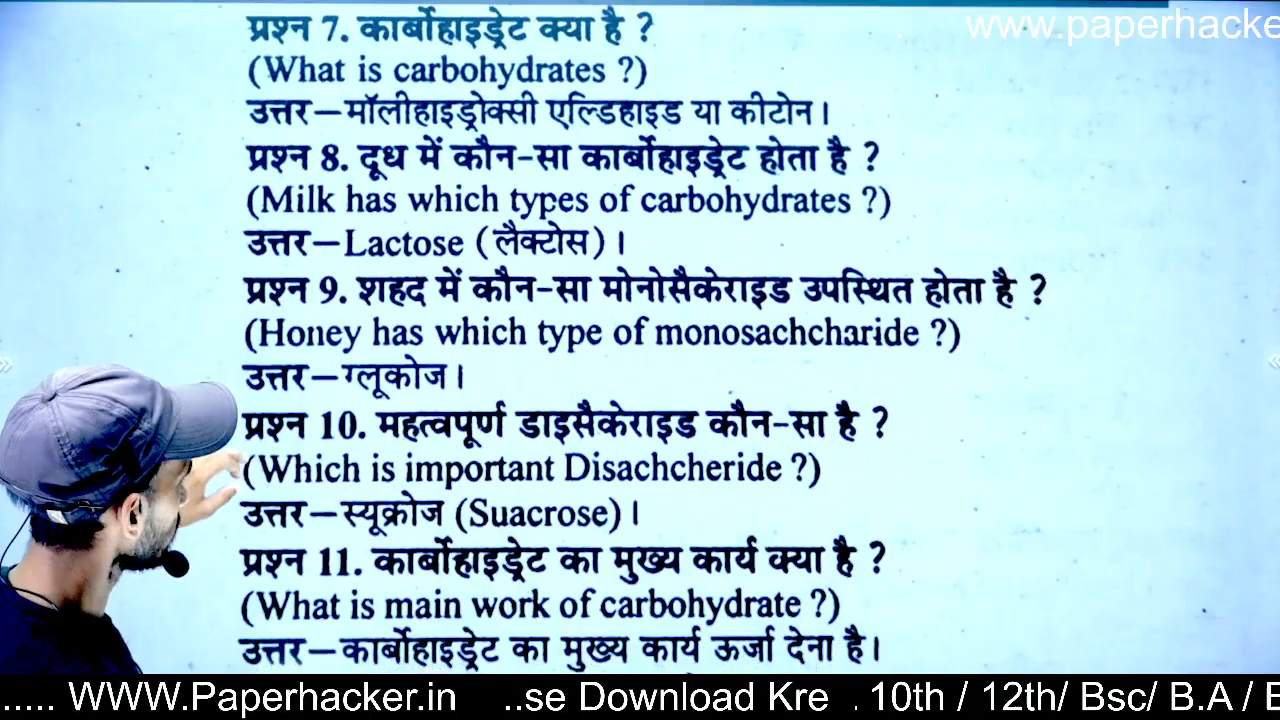 www.paperhacke
प्रश्न 7. कार्बोहाइड्रेट क्या है ?
(What is carbohydrates ?)
उत्तर–मॉलीहाइड्रोक्सी एल्डिहाइड या कीटोन।
प्रश्न 8. दूध में कौन-सा कार्बोहाइड्रेट होता है ?
(Milk has which types of carbohydrates ?)
उत्तर–Lactose (लैक्टोस)।
प्रश्न 9. शहद में कौन-सा मोनोसैकेराइड उपस्थित होता है ?
(Honey has which type of monosachcharide ?)
उत्तर–ग्लूकोज।
प्रश्न 10. महत्वपूर्ण डाइसैकेराइड कौन-सा है ?
(Which is important Disachcheride ?)
उत्तर–स्यूक्रोज (Suacrose)।
प्रश्न 11. कार्बोहाइड्रेट का मुख्य कार्य क्या है ?
(What is main work of carbohydrate ?)
उत्तर–कार्बोहाइड्रेट का मुख्य कार्य ऊर्जा देना है।
..... WWW.Paperhacker.in ..se Download Kre . 10th / 12th/ Bsc/ B.A / E